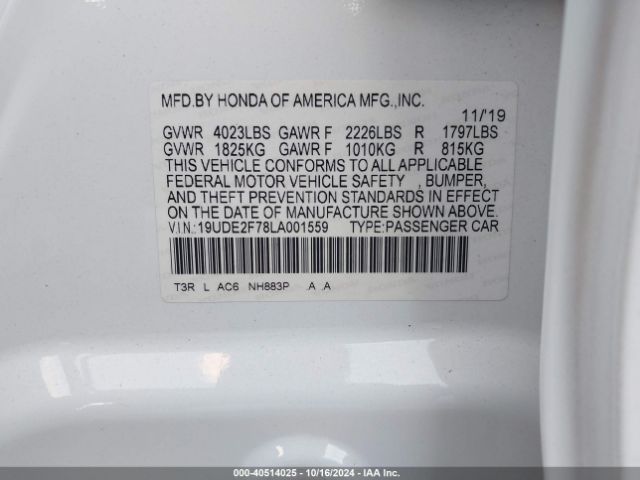 MFD.BY HONDA OF AMERICA MFG.,INC.
11/'19
GVWR 4023LBS GAWR F 2226LBS R 1797LBS
GVWR 1825KG GAWR F 1010KG R 815KG
THIS VEHICLE CONFORMS TO ALL APPLICABLE
FEDERAL MOTOR VEHICLE SAFETY , BUMPER,
AND THEFT PREVENTION STANDARDS IN EFFECT
ON THE DATE OF MANUFACTURE SHOWN ABOVE.
V.I.N.: 19UDE2F78LA001559 TYPE:PASSENGER CAR
T3R L AC6 NH883P .A .A
000-40514025 | 10/16/2024 | IAA Inc.